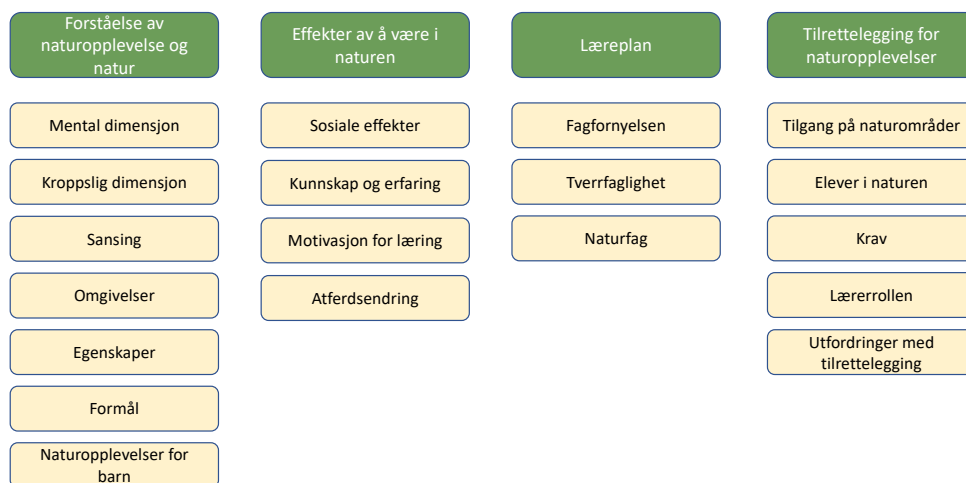 Forståelse av
naturopplevelse og
natur
Mental dimensjon
Kroppslig dimensjon
Sansing
Omgivelser
Egenskaper
Formål
Naturopplevelser for
barn
Effekter av å være i
naturen
Sosiale effekter
Kunnskap og erfaring
Motivasjon for læring
Atferdsendring
Læreplan
Fagfornyelsen
Tverrfaglighet
Naturfag
Tilrettelegging for
naturopplevelser
Tilgang på naturområder
Elever i naturen
Krav
Lærerrollen
Utfordringer med
tilrettelegging